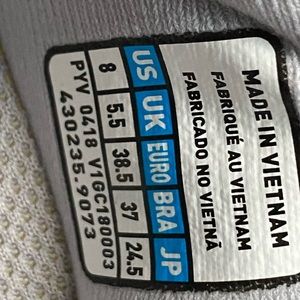 MADE IN VIETNAM
FABRIQUÉ AU VIETNAM
FABRICADO NO VIETNÃ
US UK EURO BRA JP
8 5.5 38.5 37 24.5
PYV 0418 V1GC180003
430235.9073